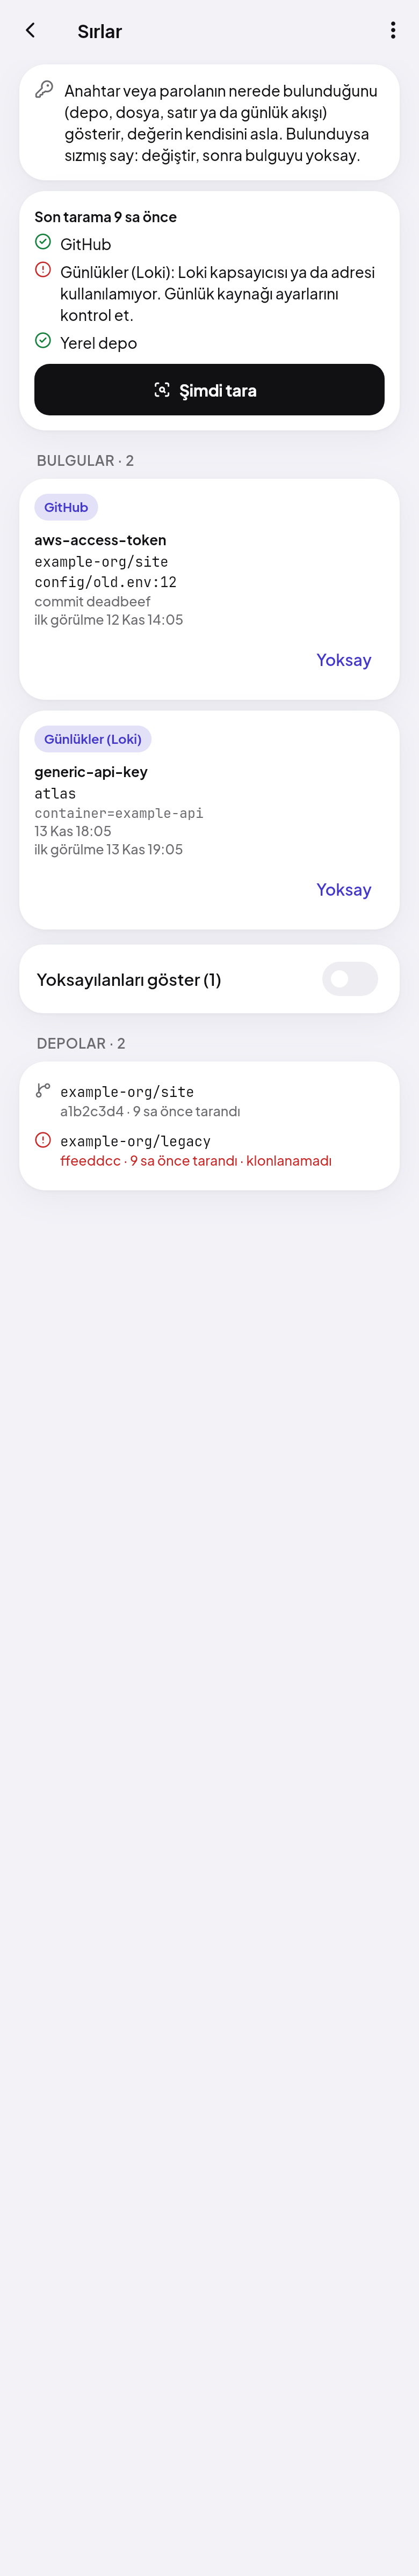 Sırlar
Anahtar veya parolanın nerede bulunduğunu
(depo, dosya, satır ya da günlük akışı)
gösterir, değerin kendisini asla. Bulunduysa
sızmış say: değiştir, sonra bulguyu yoksay.
Son tarama 9 sa önce
GitHub
Günlükler (Loki): Loki kapsayıcısı ya da adresi
kullanılamıyor. Günlük kaynağı ayarlarını
kontrol et.
Yerel depo
Şimdi tara
BULGULAR · 2
GitHub
aws-access-token
example-org/site
config/old.env:12
commit deadbeef
ilk görülme 12 Kas 14:05
Yoksay
Günlükler (Loki)
generic-api-key
atlas
container=example-api
13 Kas 18:05
ilk görülme 13 Kas 19:05
Yoksay
Yoksayılanları göster (1)
DEPOLAR · 2
example-org/site
a1b2c3d4 · 9 sa önce tarandı
example-org/legacy
ffeeddcc · 9 sa önce tarandı · klonlanamadı